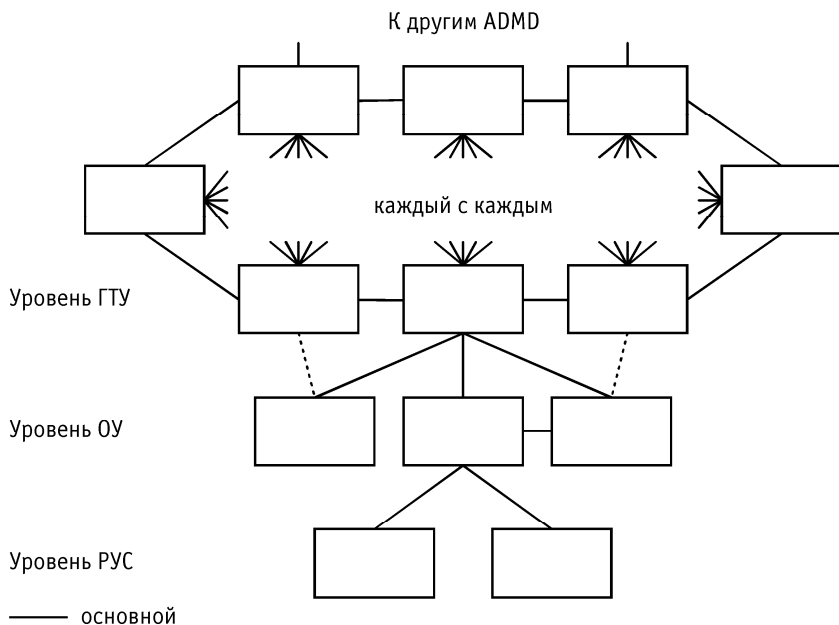 К другим ADMD
каждый с каждым
Уровень ГТУ
Уровень ОУ
Уровень РУС
основной